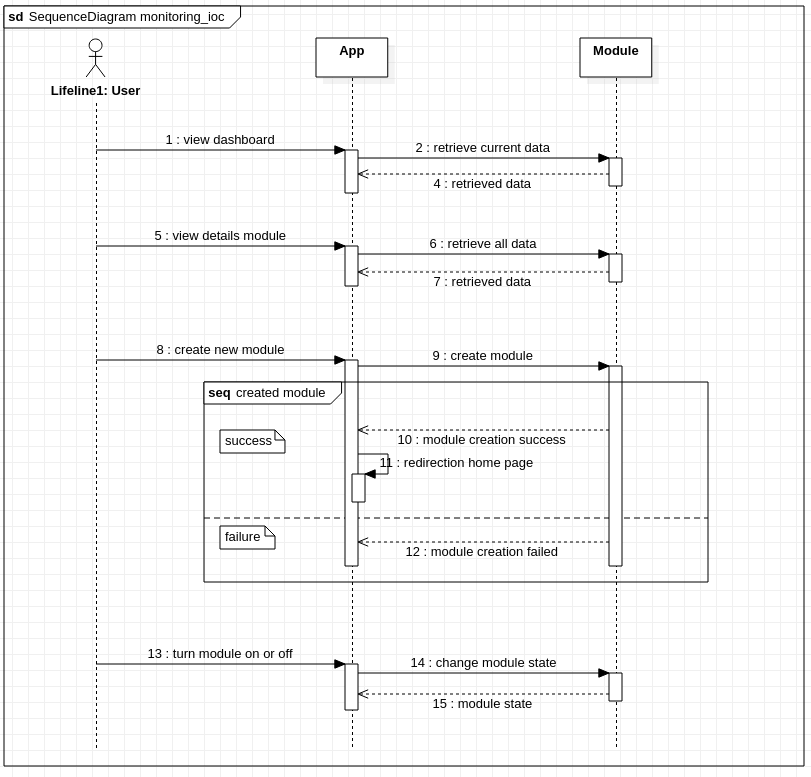 sd SequenceDiagram monitoring_ioc
App
Module
Lifeline1: User
1 : view dashboard
2 : retrieve current data
4 : retrieved data
5 : view details module
6 : retrieve all data
7 : retrieved data
8 : create new module
9 : create module
seq created module
success
10 : module creation success
11 : redirection home page
failure
12 : module creation failed
13 : turn module on or off
14 : change module state
15 : module state